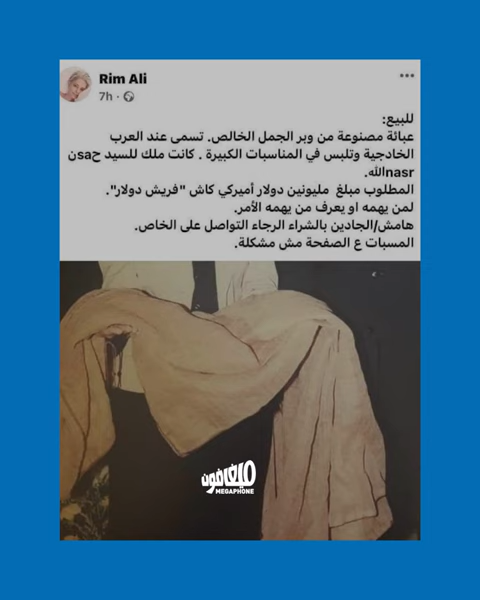 Rim Ali
7h
للبيع:
عبائة مصنوعة من وبر الجمل الخالص. تسمى عند العرب
الخادجية وتلبس في المناسبات الكبيرة . كانت ملك للسيد حsaن
nasrالله.
المطلوب مبلغ مليونين دولار أميركي كاش "فريش دولار".
لمن يهمه او يعرف من يهمه الأمر.
هامش/الجادين بالشراء الرجاء التواصل على الخاص.
المسبات ع الصفحة مش مشكلة.
ميغافون
MEGAPHONE